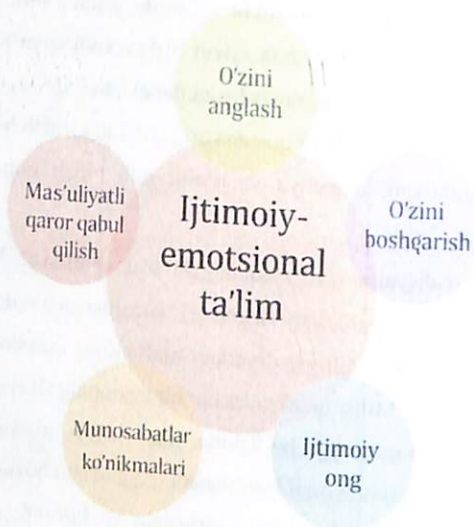 O'zini
anglash
Mas'uliyatli
qaror qabul
qilish
Ijtimoiy-
emotsional
ta'lim
O'zini
boshqarish
Munosabatlar
ko'nikmalari
Ijtimoiy
ong